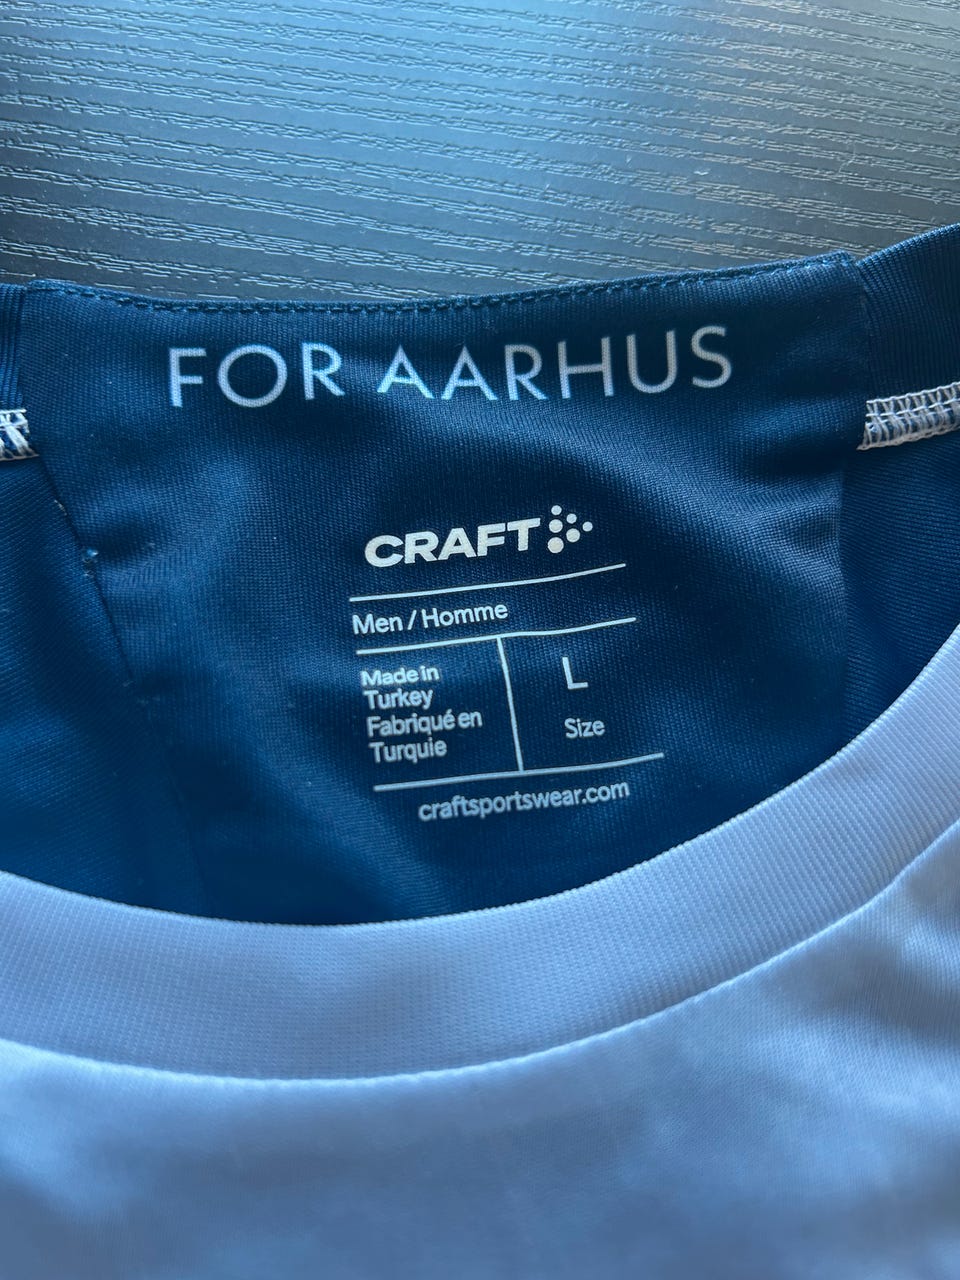 FOR AARHUS
CRAFT
Men / Homme
Made in
Turkey
Fabriqué en
Turquie
L
Size
craftsportswear.com